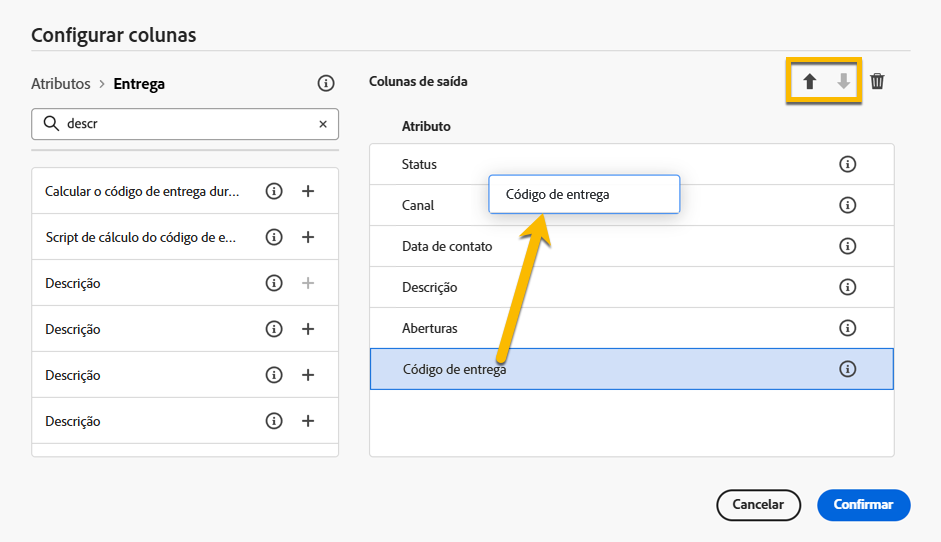 Configurar colunas
Atributos > Entrega
descr
Calcular o código de entrega dur...
Script de cálculo do código de e...
Descrição
Descrição
Descrição
Descrição
Colunas de saída
Atributo
Status
Código de entrega
Canal
Data de contato
Descrição
Aberturas
Código de entrega
Cancelar
Confirmar